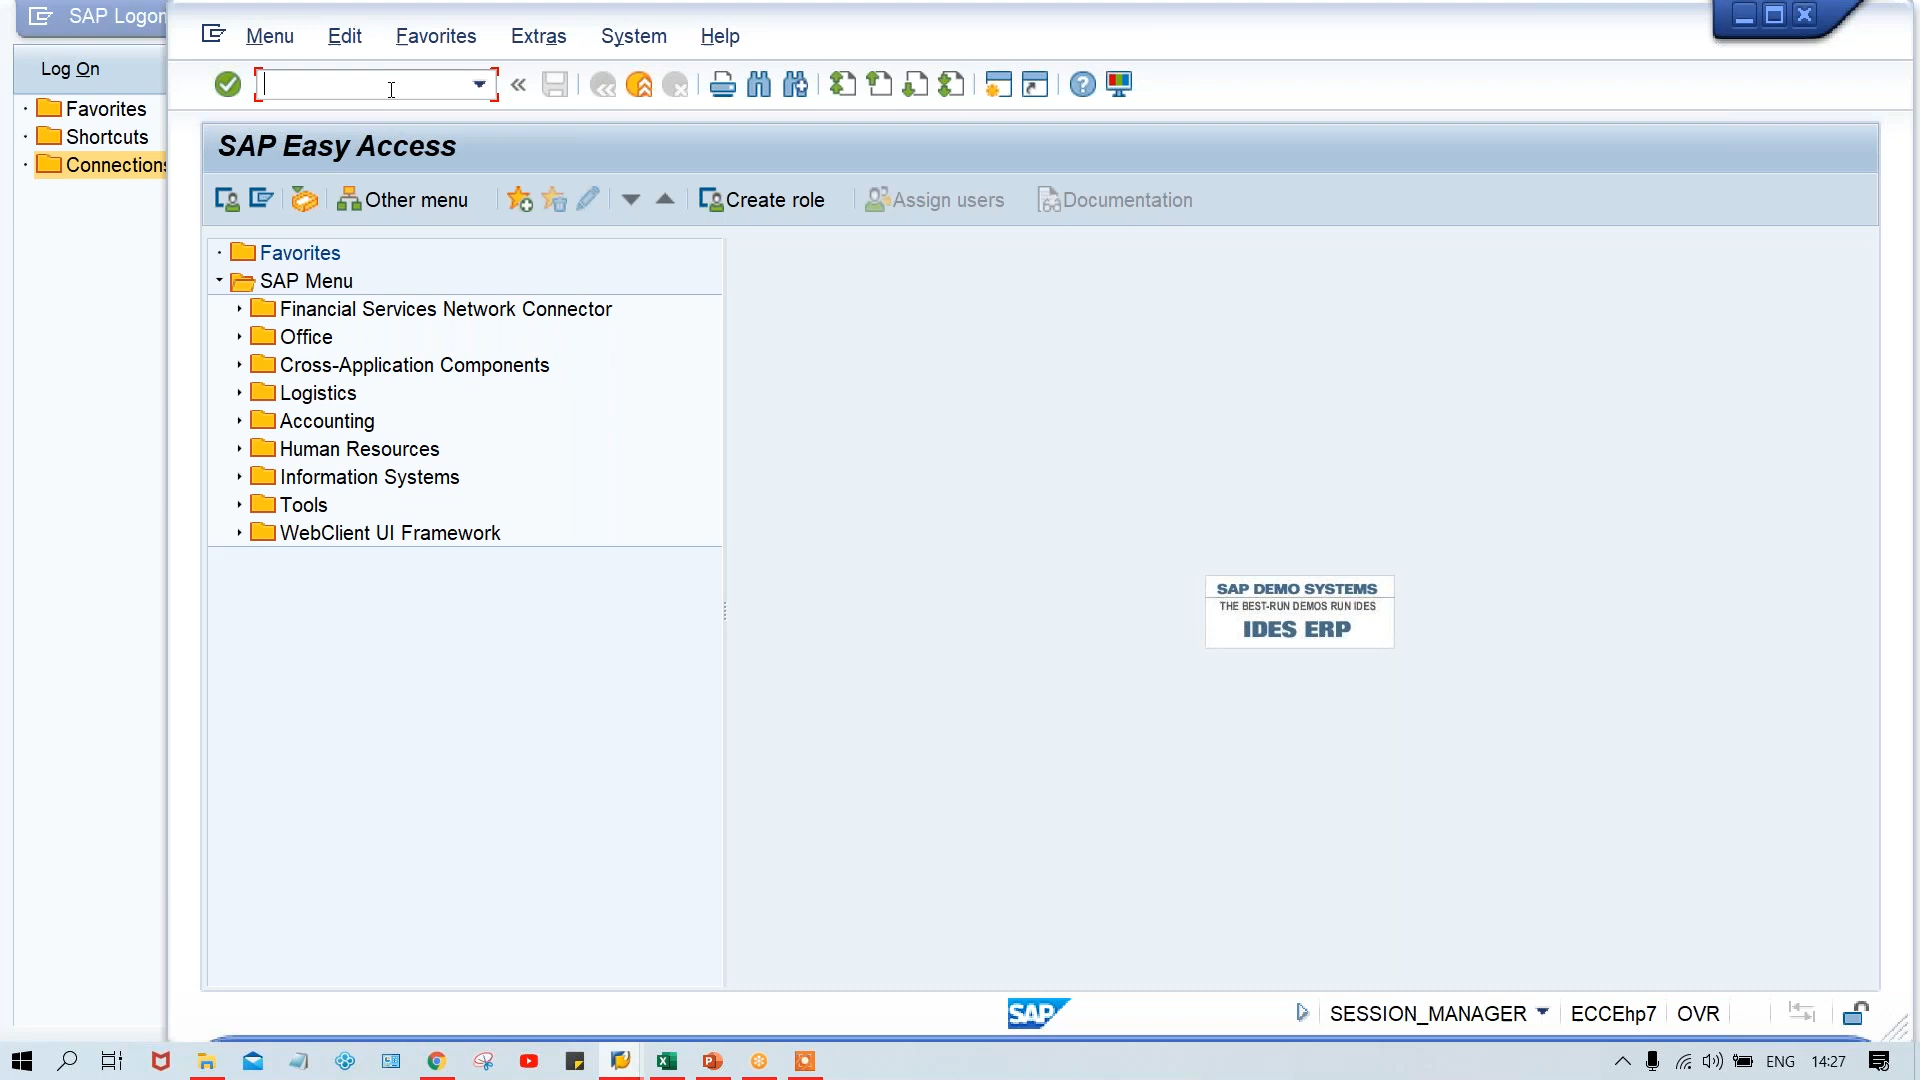 SAP Logon
Log On
Favorites
Shortcuts
Connections
Menu Edit Favorites Extras System Help
SAP Easy Access
Other menu Create role Assign users Documentation
Favorites
SAP Menu
Financial Services Network Connector
Office
Cross-Application Components
Logistics
Accounting
Human Resources
Information Systems
Tools
WebClient UI Framework
SAP DEMO SYSTEMS
THE BEST-RUN DEMOS RUN IDES
IDES ERP
SAP
SESSION_MANAGER ECCEhp7 OVR
ENG 14:27